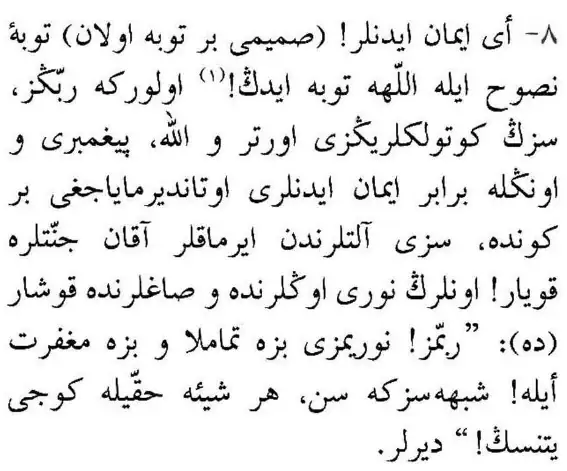 ٨- أى ايمان ايدنلر! (صميمى بر توبه اولان) توبهٔ
نصوح ايله اللّٰهه توبه ايدڭ!(١) اولوركه ربّڭز،
سزڭ كوتولكلريڭزى اورتر و اللّٰه، پيغمبرى و
اونڭله برابر ايمان ايدنلرى اوتانديرماياجغى بر
كونده، سزى آلتلرندن ايرماقلر آقان جنّتلره
قويار! اونلرڭ نورى اوڭلرنده و صاغلرنده قوشار
(ده): ”ربّمز! نوريمزى بزه تماملا و بزه مغفرت
أيله! شبهه‌سزكه سن، هر شيئه حقّيله كوجى
يتنسڭ!“ ديرلر.